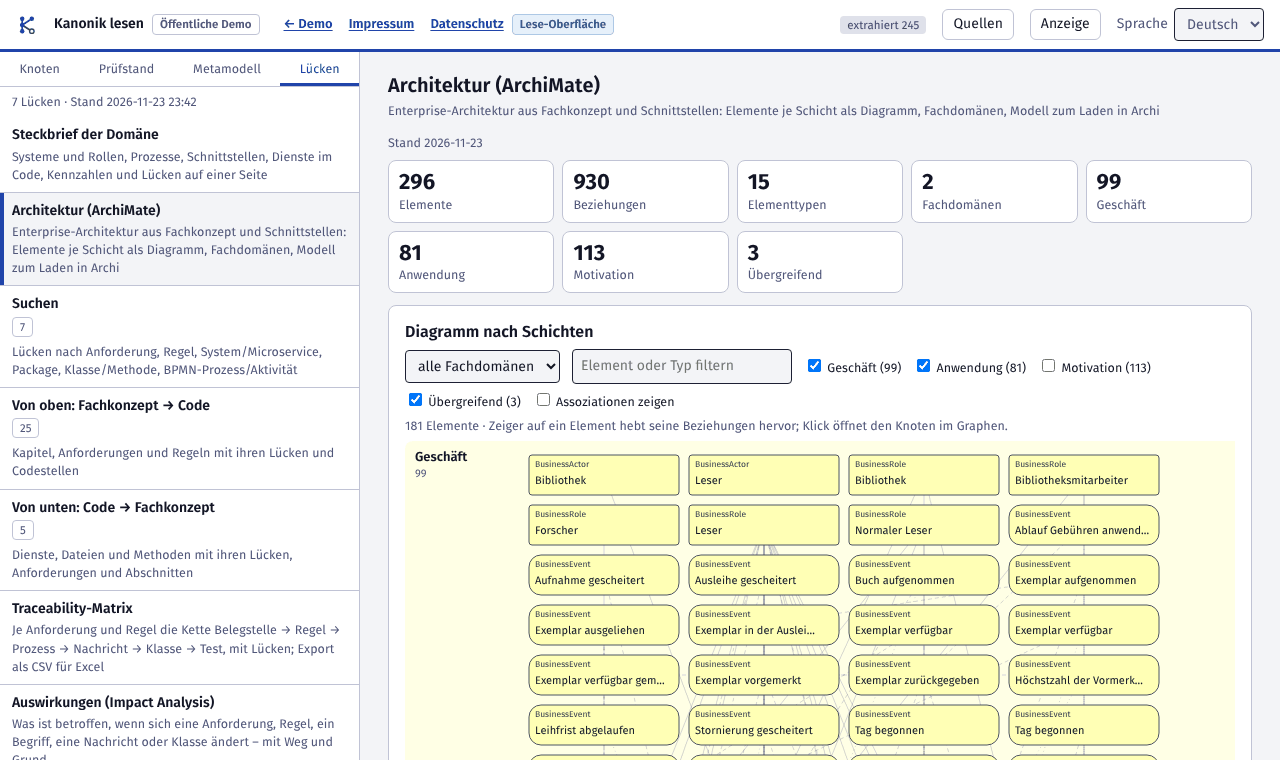 Kanonik lesen Öffentliche Demo ← Demo Impressum Datenschutz Lese-Oberfläche extrahiert 245 Quellen Anzeige Sprache Deutsch
Knoten Prüfstand Metamodell Lücken
7 Lücken · Stand 2026-11-23 23:42
Steckbrief der Domäne
Systeme und Rollen, Prozesse, Schnittstellen, Dienste im
Code, Kennzahlen und Lücken auf einer Seite
Architektur (ArchiMate)
Enterprise-Architektur aus Fachkonzept und Schnittstellen:
Elemente je Schicht als Diagramm, Fachdomänen, Modell
zum Laden in Archi
Suchen
7
Lücken nach Anforderung, Regel, System/Microservice,
Package, Klasse/Methode, BPMN-Prozess/Aktivität
Von oben: Fachkonzept → Code
25
Kapitel, Anforderungen und Regeln mit ihren Lücken und
Codestellen
Von unten: Code → Fachkonzept
5
Dienste, Dateien und Methoden mit ihren Lücken,
Anforderungen und Abschnitten
Traceability-Matrix
Je Anforderung und Regel die Kette Belegstelle → Regel →
Prozess → Nachricht → Klasse → Test, mit Lücken; Export
als CSV für Excel
Auswirkungen (Impact Analysis)
Was ist betroffen, wenn sich eine Anforderung, Regel, ein
Begriff, eine Nachricht oder Klasse ändert – mit Weg und
Grund
Architektur (ArchiMate)
Enterprise-Architektur aus Fachkonzept und Schnittstellen: Elemente je Schicht als Diagramm, Fachdomänen, Modell zum Laden in Archi
Stand 2026-11-23
296 930 15 2 99
Elemente Beziehungen Elementtypen Fachdomänen Geschäft
81 113 3
Anwendung Motivation Übergreifend
Diagramm nach Schichten
alle Fachdomänen Element oder Typ filtern Geschäft (99) Anwendung (81) Motivation (113)
Übergreifend (3) Assoziationen zeigen
181 Elemente · Zeiger auf ein Element hebt seine Beziehungen hervor; Klick öffnet den Knoten im Graphen.
Geschäft
99
BusinessActor BusinessActor BusinessRole BusinessRole
Bibliothek Leser Bibliothek Bibliotheksmitarbeiter
BusinessRole BusinessRole BusinessRole BusinessEvent
Forscher Leser Normaler Leser Ablauf Gebühren anwend...
BusinessEvent BusinessEvent BusinessEvent BusinessEvent
Aufnahme gescheitert Ausleihe gescheitert Buch aufgenommen Exemplar aufgenommen
BusinessEvent BusinessEvent BusinessEvent BusinessEvent
Exemplar ausgeliehen Exemplar in der Auslei... Exemplar verfügbar Exemplar verfügbar
BusinessEvent BusinessEvent BusinessEvent BusinessEvent
Exemplar verfügbar gem... Exemplar vorgemerkt Exemplar zurückgegeben Höchstzahl der Vormerk...
BusinessEvent BusinessEvent BusinessEvent BusinessEvent
Leihfrist abgelaufen Stornierung gescheitert Tag begonnen Tag begonnen